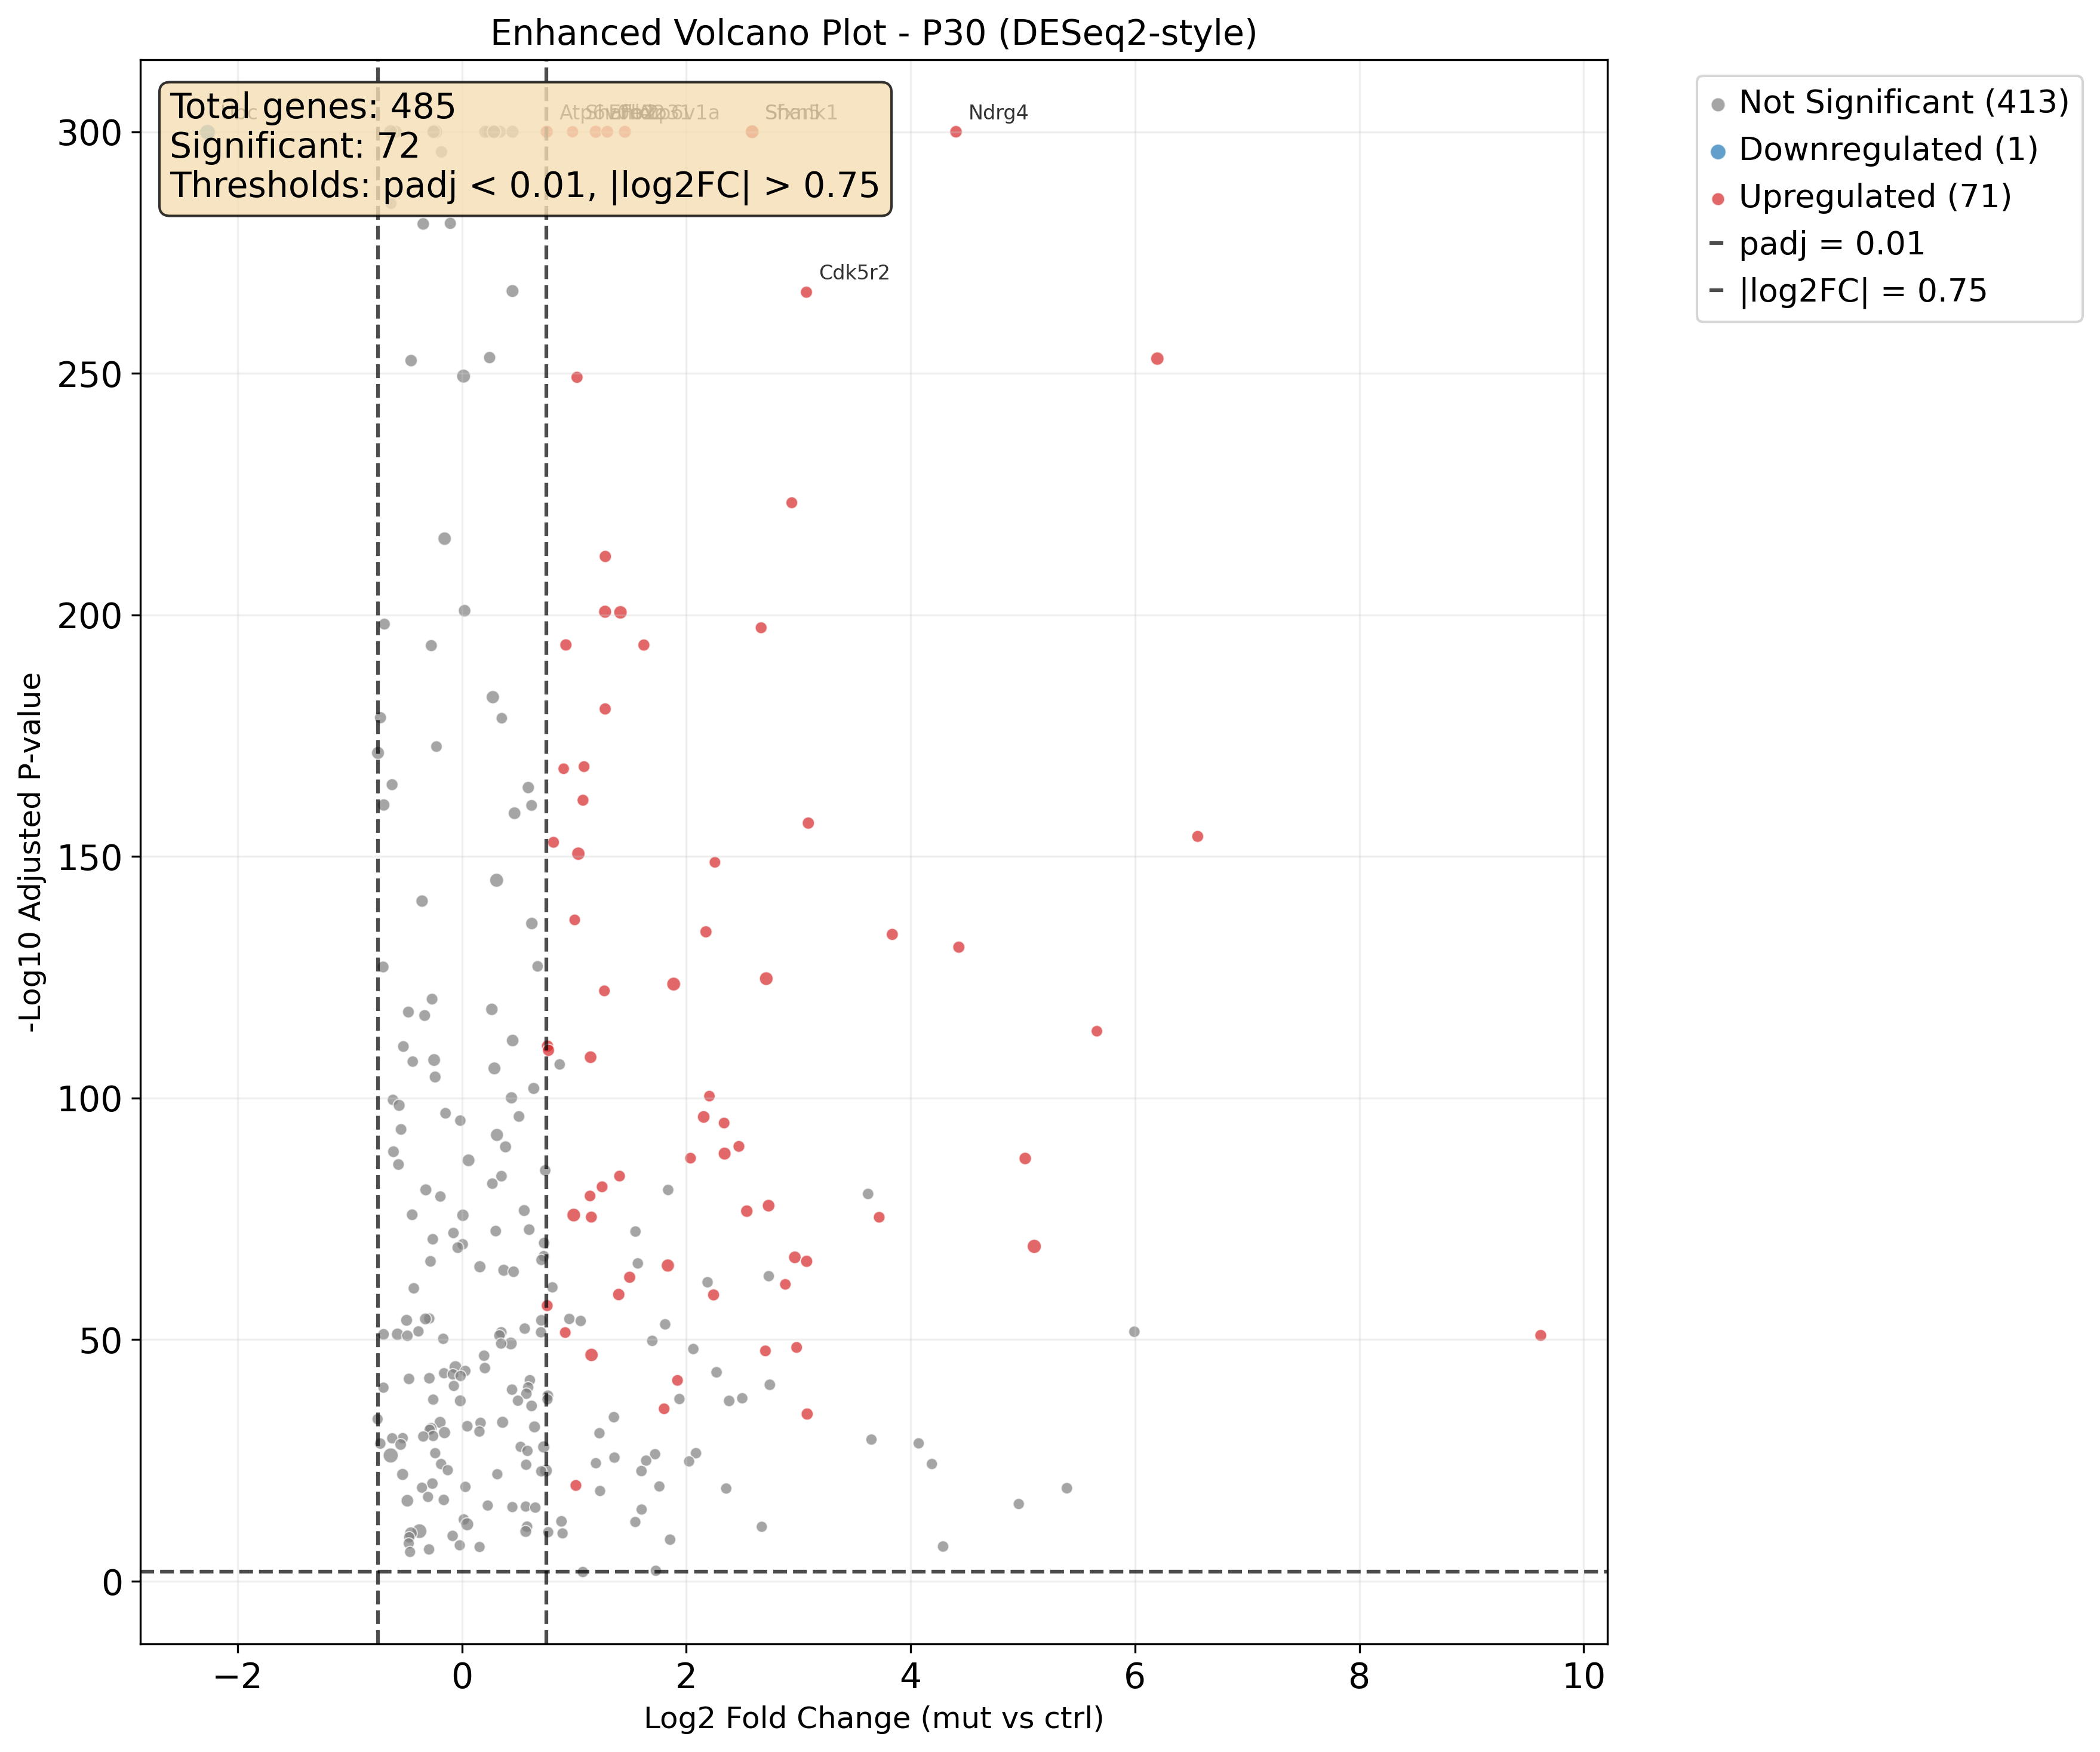 Enhanced Volcano Plot - P30 (DESeq2-style)
Total genes: 485
Significant: 72
Thresholds: padj < 0.01, |log2FC| > 0.75
Ndrg4
Cdk5r2
Not Significant (413)
Downregulated (1)
Upregulated (71)
padj = 0.01
|log2FC| = 0.75
300
250
200
150
100
50
0
-Log10 Adjusted P-value
−2 0 2 4 6 8 10
Log2 Fold Change (mut vs ctrl)